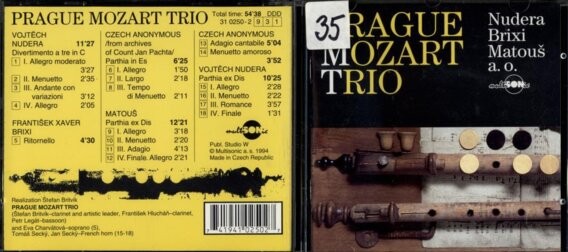 PRAGUE MOZART TRIO
Total time: 54'38 DDD
31 0250-2 931
VOJTĚCH
NUDERA 11'27
Divertimento a tre in C
1 I. Allegro moderato
3'27
2 II. Menuetto 2'35
3 III. Andante con
variazioni 3'12
4 IV. Allegro 2'05
FRANTIŠEK XAVER
BRIXI
5 Ritornello 4'30
CZECH ANONYMOUS
/from archives
of Count Jan Pachta/
Parthia in Es 6'25
6 I. Allegro 1'50
7 II. Largo 2'18
8 III. Tempo
di Menuetto 2'11
MATOUŠ
Parthia ex Dis 12'21
9 I. Allegro 3'18
10 II. Menuetto 2'20
11 III. Adagio 4'13
12 IV. Finale. Allegro 2'21
CZECH ANONYMOUS
13 Adagio cantabile 5'04
14 Menuetto amoroso
3'52
VOJTĚCH NUDERA
Parthia ex Dis 10'25
15 I. Allegro 2'28
16 II. Menuetto 2'22
17 III. Romance 3'57
18 IV. Finale 1'31
multiSONic
Publ. Studio W
© Multisonic a. s. 1994
Made in Czech Republic
Realization Štefan Britvík
PRAGUE MOZART TRIO
(Štefan Britvík–clarinet and artistic leader, František Hlucháň–clarinet,
Petr Legát–bassoon)
and Eva Charvátová–soprano (5),
Tomáš Secký, Jan Secký–French horn (15-18)
7 41941 02502
35
PRAGUE
MOZART
TRIO
Nudera
Brixi
Matouš
a. o.
multiSONic